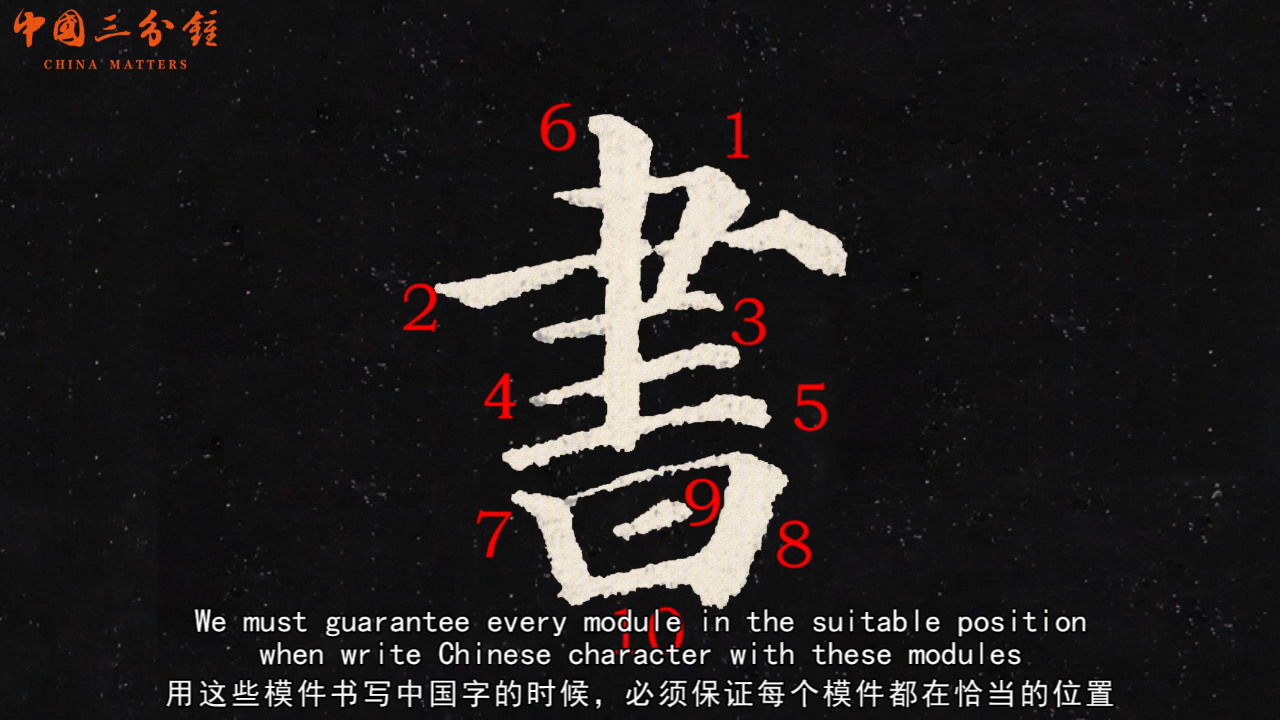 中國三分鐘
CHINA MATTERS
6
1
書
2
3
4
5
9
7
8
10
We must guarantee every module in the suitable position
when write Chinese character with these modules
用这些模件书写中国字的时候，必须保证每个模件都在恰当的位置